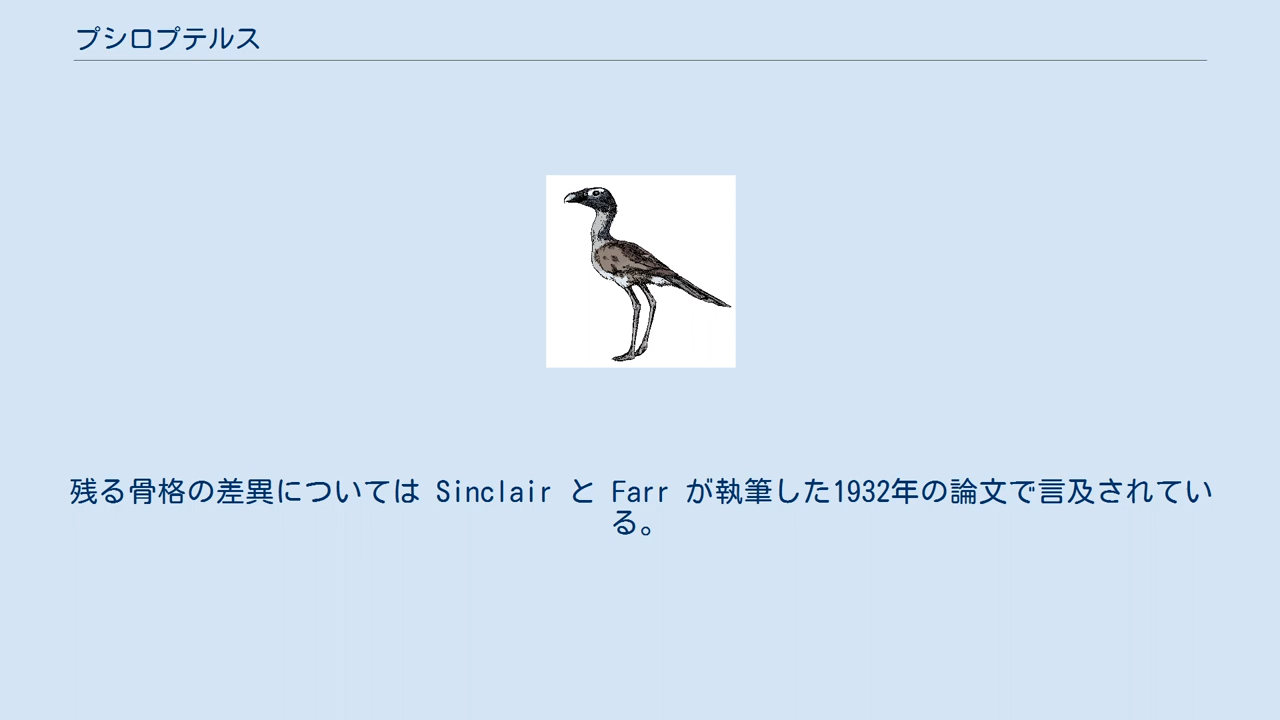 プシロプテルス
残る骨格の差異については Sinclair と Farr が執筆した1932年の論文で言及されてい
る。